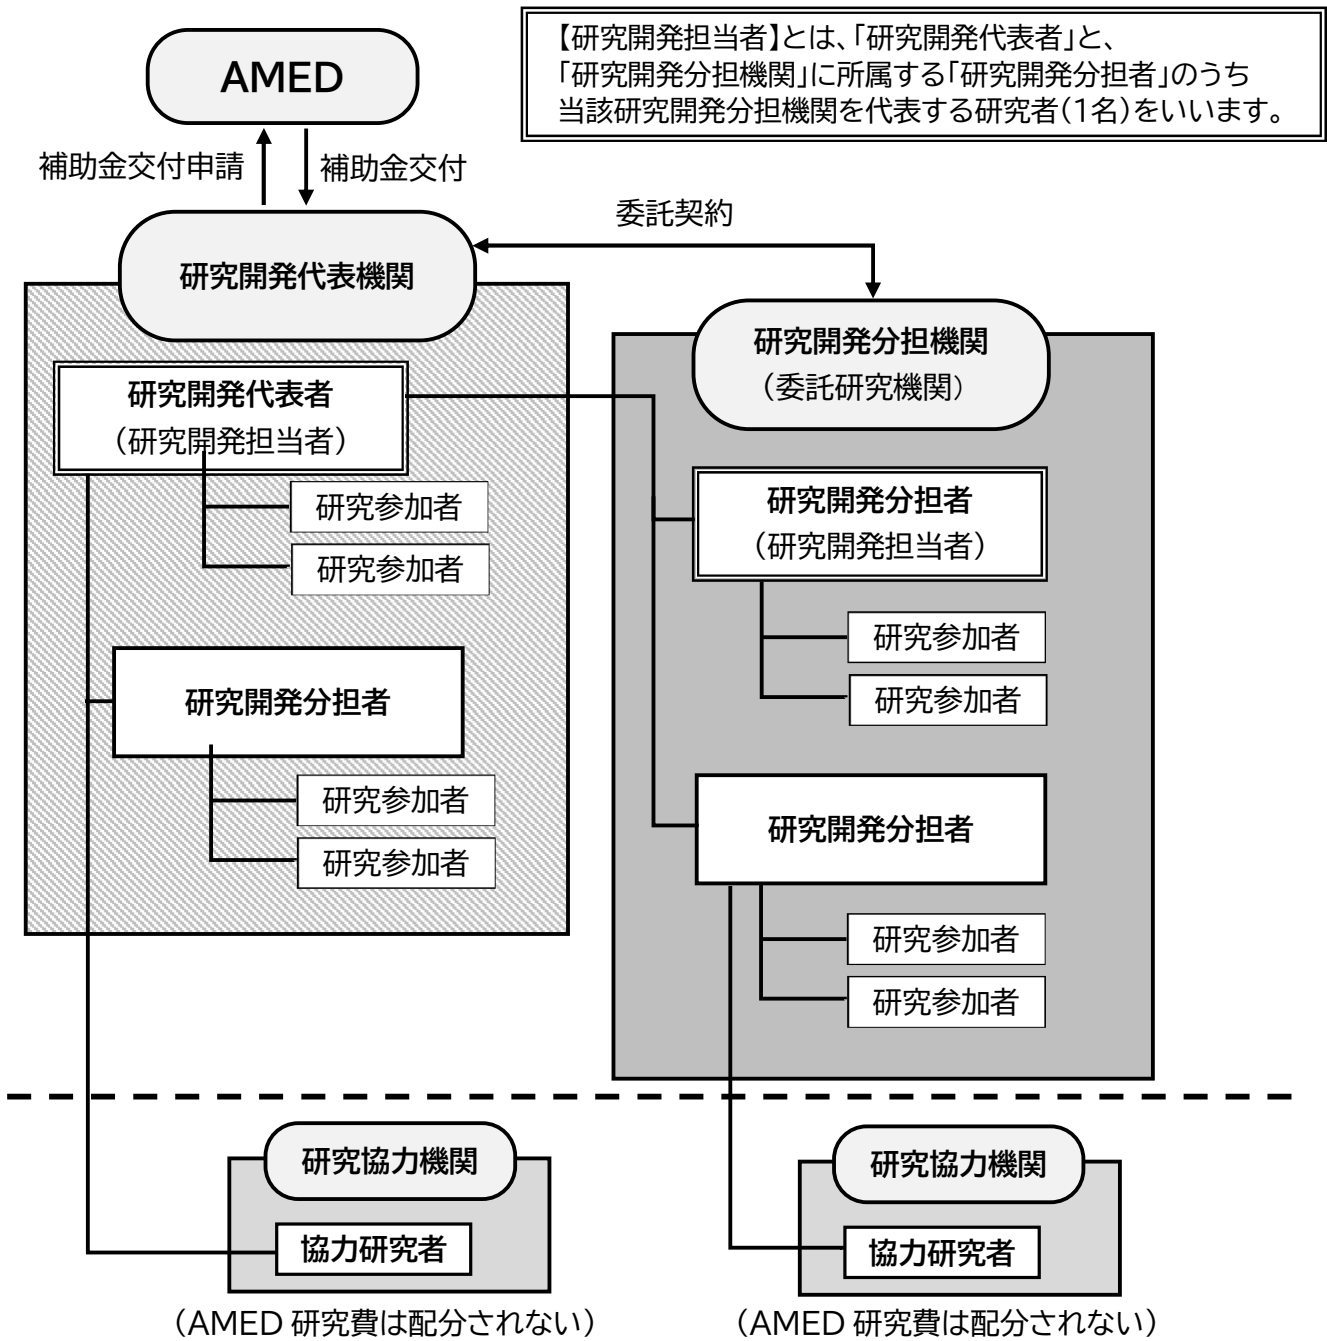 【研究開発担当者】とは、「研究開発代表者」と、
「研究開発分担機関」に所属する「研究開発分担者」のうち
当該研究開発分担機関を代表する研究者（1名）をいいます。
AMED
補助金交付申請
補助金交付
委託契約
研究開発代表機関
研究開発代表者
（研究開発担当者）
研究参加者
研究参加者
研究開発分担者
研究参加者
研究参加者
研究開発分担機関
（委託研究機関）
研究開発分担者
（研究開発担当者）
研究参加者
研究参加者
研究開発分担者
研究参加者
研究参加者
研究協力機関
協力研究者
（AMED 研究費は配分されない）
研究協力機関
協力研究者
（AMED 研究費は配分されない）